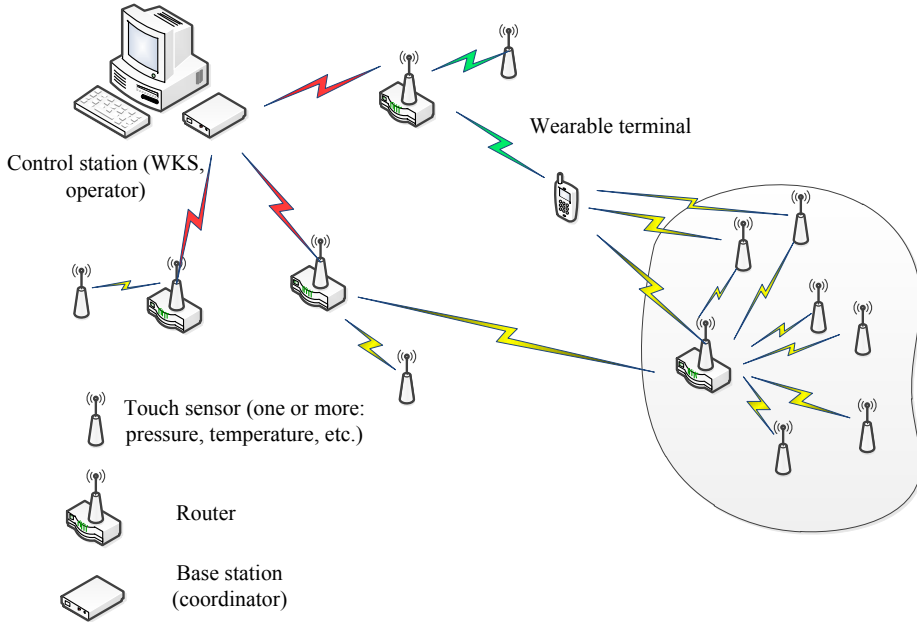 Wearable terminal
Control station (WKS,
operator)
Touch sensor (one or more:
pressure, temperature, etc.)
Router
Base station
(coordinator)